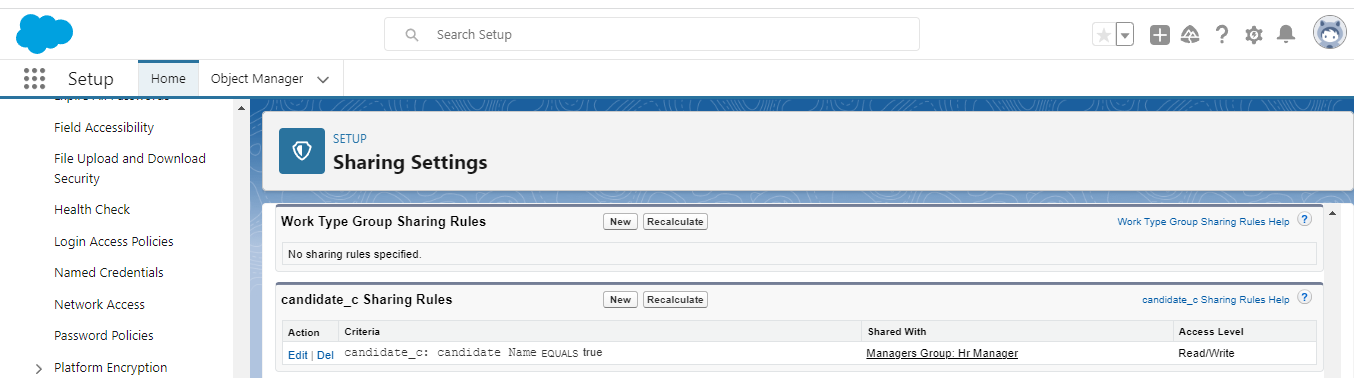 Search Setup
Setup
Home
Object Manager
Field Accessibility
File Upload and Download
Security
Health Check
Login Access Policies
Named Credentials
Network Access
Password Policies
Platform Encryption
SETUP
Sharing Settings
Work Type Group Sharing Rules New Recalculate Work Type Group Sharing Rules Help ?
No sharing rules specified.
candidate_c Sharing Rules New Recalculate candidate_c Sharing Rules Help ?
Action Criteria Shared With Access Level
Edit | Del candidate_c: candidate Name EQUALS true Managers Group: Hr Manager Read/Write